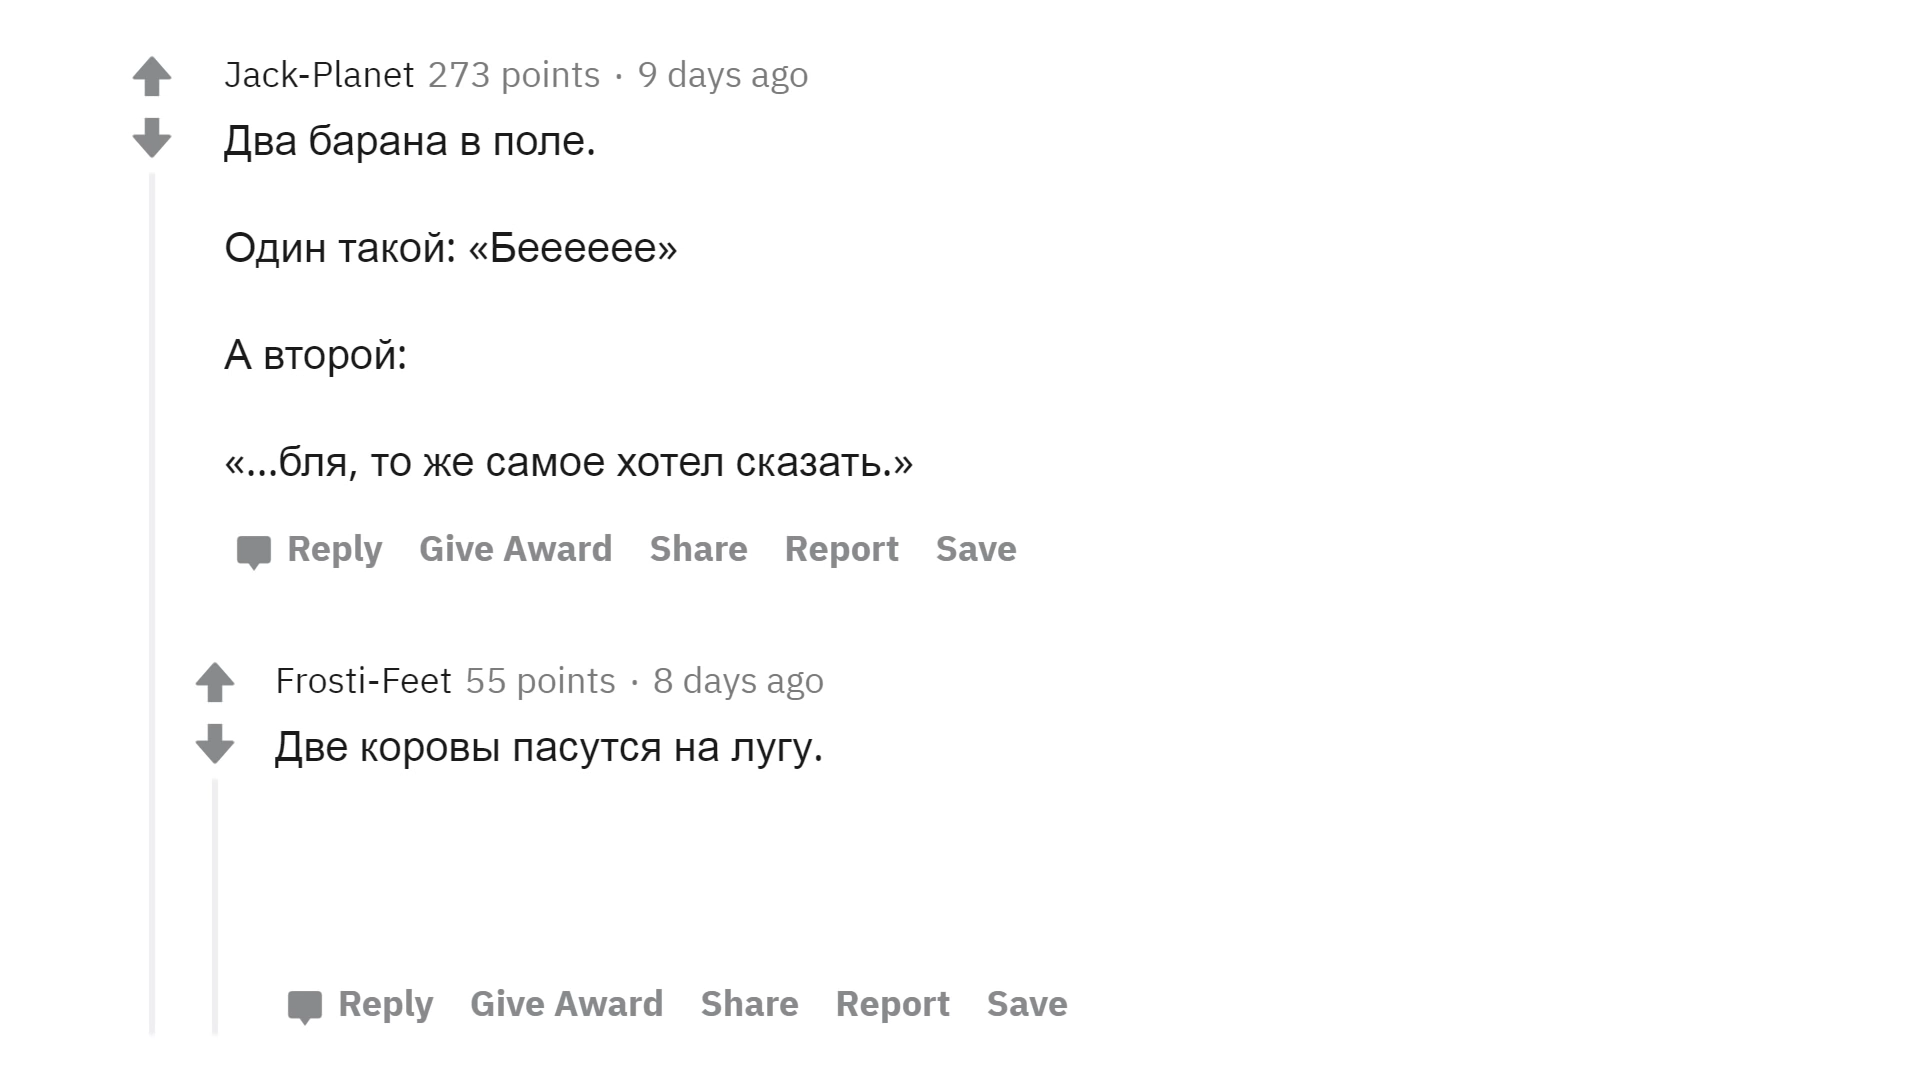 Jack-Planet 273 points · 9 days ago
Два барана в поле.
Один такой: «Беееееe»
А второй:
«...бля, то же самое хотел сказать.»
Reply Give Award Share Report Save
Frosti-Feet 55 points · 8 days ago
Две коровы пасутся на лугу.
Reply Give Award Share Report Save